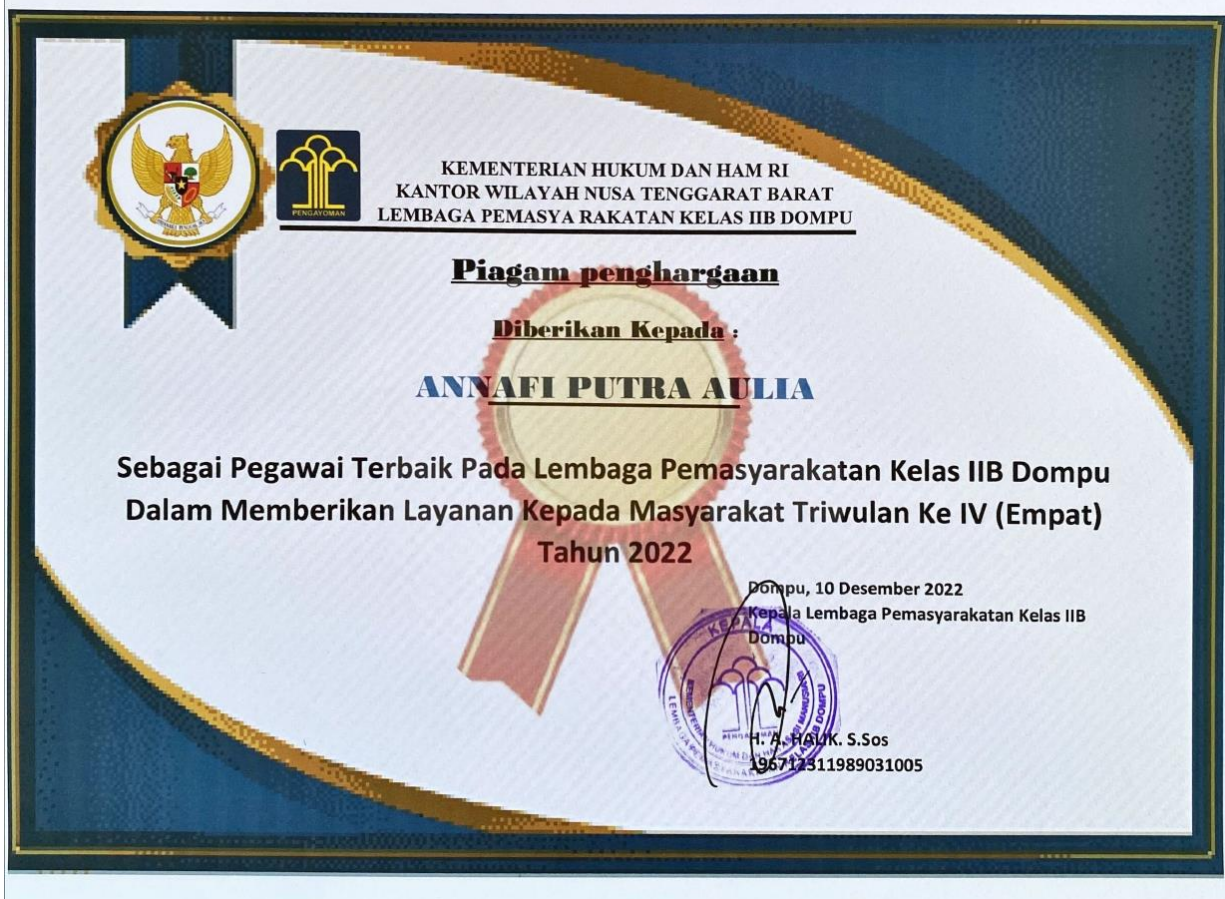 PENGAYOMAN
KEMENTERIAN HUKUM DAN HAM RI
KANTOR WILAYAH NUSA TENGGARAT BARAT
LEMBAGA PEMASYA RAKATAN KELAS IIB DOMPU
Piagam penghargaan
Diberikan Kepada :
ANNAFI PUTRA AULIA
Sebagai Pegawai Terbaik Pada Lembaga Pemasyarakatan Kelas IIB Dompu
Dalam Memberikan Layanan Kepada Masyarakat Triwulan Ke IV (Empat)
Tahun 2022
Dompu, 10 Desember 2022
Kepala Lembaga Pemasyarakatan Kelas IIB
Dompu
KEPALA
H. A. HALIK. S.Sos
196712311989031005